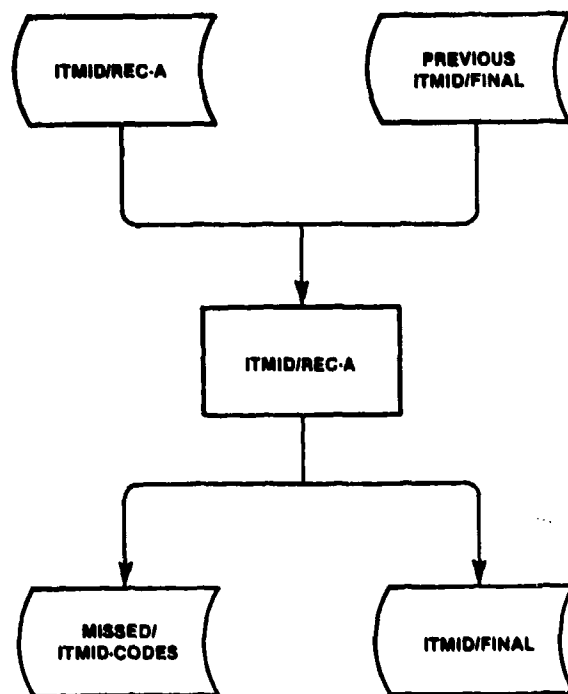 ITMID/REC-A
PREVIOUS
ITMID/FINAL
ITMID/REC-A
MISSED/
ITMID-CODES
ITMID/FINAL